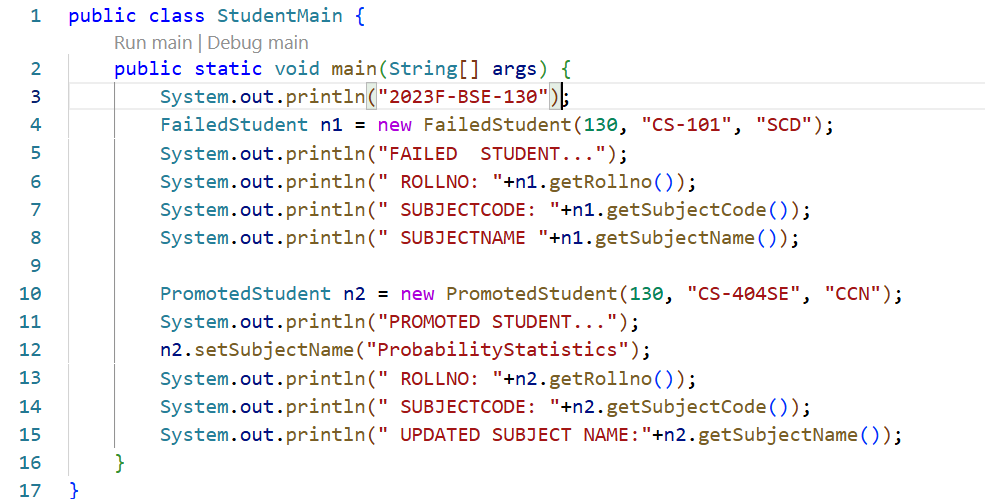 1 public class StudentMain {
Run main | Debug main
2 public static void main(String[] args) {
3 System.out.println("2023F-BSE-130");
4 FailedStudent n1 = new FailedStudent(130, "CS-101", "SCD");
5 System.out.println("FAILED  STUDENT...");
6 System.out.println(" ROLLNO: "+n1.getRollno());
7 System.out.println(" SUBJECTCODE: "+n1.getSubjectCode());
8 System.out.println(" SUBJECTNAME "+n1.getSubjectName());
9
10 PromotedStudent n2 = new PromotedStudent(130, "CS-404SE", "CCN");
11 System.out.println("PROMOTED STUDENT...");
12 n2.setSubjectName("ProbabilityStatistics");
13 System.out.println(" ROLLNO: "+n2.getRollno());
14 System.out.println(" SUBJECTCODE: "+n2.getSubjectCode());
15 System.out.println(" UPDATED SUBJECT NAME:"+n2.getSubjectName());
16 }
17 }